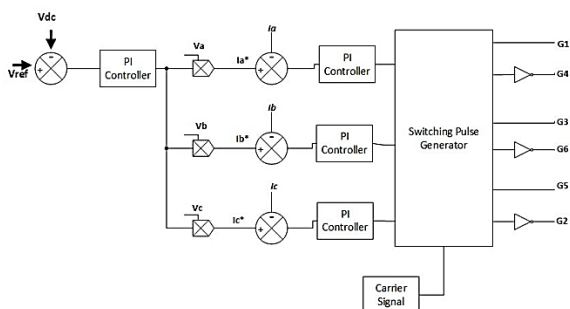 Vdc
Vref
+
-
PI
Controller
Va
Ia*
Ia
+
-
PI
Controller
Vb
Ib*
Ib
+
-
PI
Controller
Vc
Ic*
Ic
+
-
PI
Controller
Switching Pulse
Generator
Carrier
Signal
G1
G4
G3
G6
G5
G2